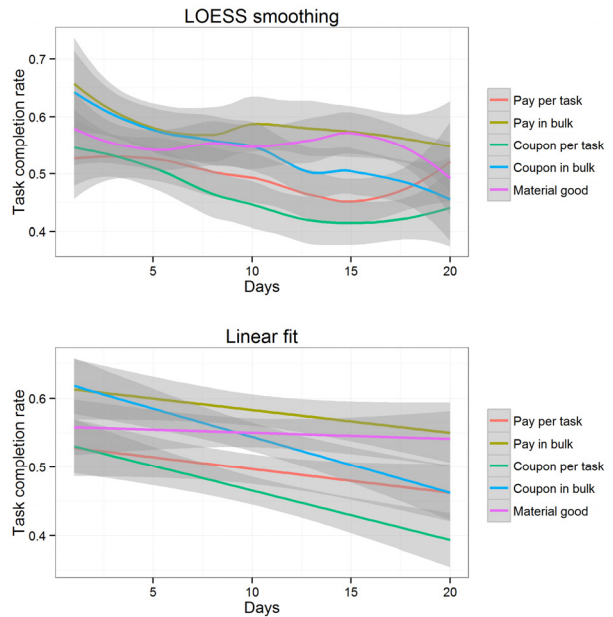 LOESS smoothing
Task completion rate
0.7
0.6
0.5
0.4
5
10
15
20
Days
Pay per task
Pay in bulk
Coupon per task
Coupon in bulk
Material good
Linear fit
Task completion rate
0.6
0.5
0.4
5
10
15
20
Days
Pay per task
Pay in bulk
Coupon per task
Coupon in bulk
Material good